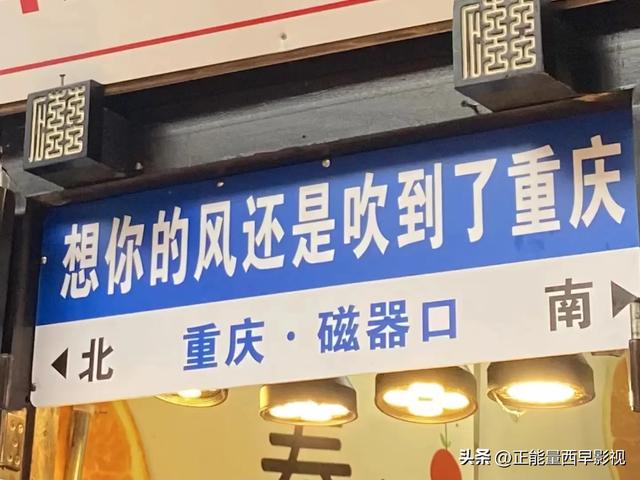 想你的风还是吹到了重庆
北 重庆·磁器口 南
头条 @正能量西早影视